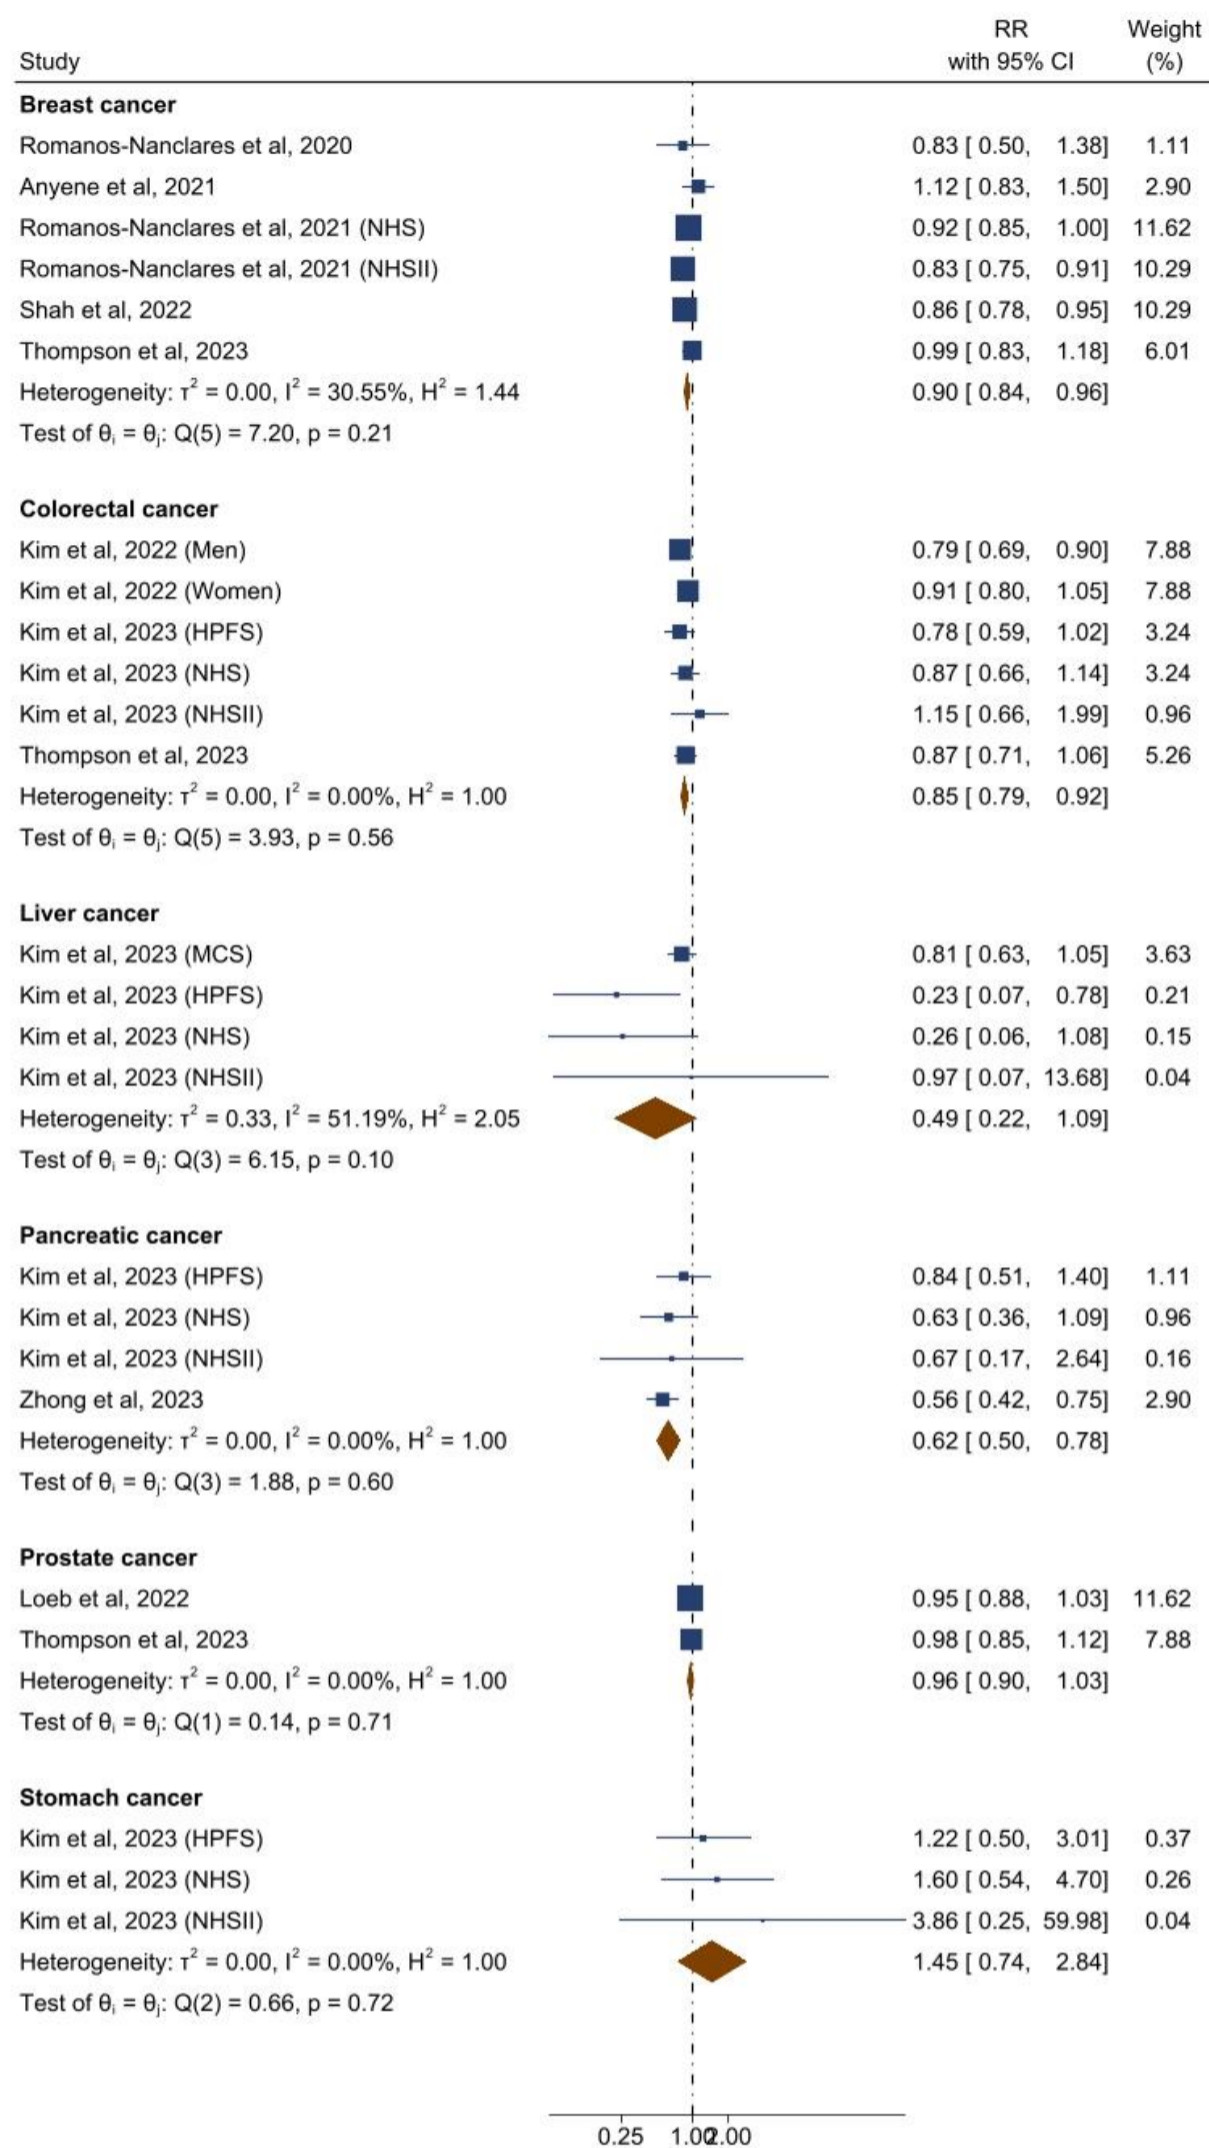 RR Weight
Study with 95% CI (%)
Breast cancer
Romanos-Nanclares et al, 2020 0.83 [ 0.50, 1.38] 1.11
Anyene et al, 2021 1.12 [ 0.83, 1.50] 2.90
Romanos-Nanclares et al, 2021 (NHS) 0.92 [ 0.85, 1.00] 11.62
Romanos-Nanclares et al, 2021 (NHSII) 0.83 [ 0.75, 0.91] 10.29
Shah et al, 2022 0.86 [ 0.78, 0.95] 10.29
Thompson et al, 2023 0.99 [ 0.83, 1.18] 6.01
Heterogeneity: τ² = 0.00, I² = 30.55%, H² = 1.44 0.90 [ 0.84, 0.96]
Test of θᵢ = θⱼ: Q(5) = 7.20, p = 0.21
Colorectal cancer
Kim et al, 2022 (Men) 0.79 [ 0.69, 0.90] 7.88
Kim et al, 2022 (Women) 0.91 [ 0.80, 1.05] 7.88
Kim et al, 2023 (HPFS) 0.78 [ 0.59, 1.02] 3.24
Kim et al, 2023 (NHS) 0.87 [ 0.66, 1.14] 3.24
Kim et al, 2023 (NHSII) 1.15 [ 0.66, 1.99] 0.96
Thompson et al, 2023 0.87 [ 0.71, 1.06] 5.26
Heterogeneity: τ² = 0.00, I² = 0.00%, H² = 1.00 0.85 [ 0.79, 0.92]
Test of θᵢ = θⱼ: Q(5) = 3.93, p = 0.56
Liver cancer
Kim et al, 2023 (MCS) 0.81 [ 0.63, 1.05] 3.63
Kim et al, 2023 (HPFS) 0.23 [ 0.07, 0.78] 0.21
Kim et al, 2023 (NHS) 0.26 [ 0.06, 1.08] 0.15
Kim et al, 2023 (NHSII) 0.97 [ 0.07, 13.68] 0.04
Heterogeneity: τ² = 0.33, I² = 51.19%, H² = 2.05 0.49 [ 0.22, 1.09]
Test of θᵢ = θⱼ: Q(3) = 6.15, p = 0.10
Pancreatic cancer
Kim et al, 2023 (HPFS) 0.84 [ 0.51, 1.40] 1.11
Kim et al, 2023 (NHS) 0.63 [ 0.36, 1.09] 0.96
Kim et al, 2023 (NHSII) 0.67 [ 0.17, 2.64] 0.16
Zhong et al, 2023 0.56 [ 0.42, 0.75] 2.90
Heterogeneity: τ² = 0.00, I² = 0.00%, H² = 1.00 0.62 [ 0.50, 0.78]
Test of θᵢ = θⱼ: Q(3) = 1.88, p = 0.60
Prostate cancer
Loeb et al, 2022 0.95 [ 0.88, 1.03] 11.62
Thompson et al, 2023 0.98 [ 0.85, 1.12] 7.88
Heterogeneity: τ² = 0.00, I² = 0.00%, H² = 1.00 0.96 [ 0.90, 1.03]
Test of θᵢ = θⱼ: Q(1) = 0.14, p = 0.71
Stomach cancer
Kim et al, 2023 (HPFS) 1.22 [ 0.50, 3.01] 0.37
Kim et al, 2023 (NHS) 1.60 [ 0.54, 4.70] 0.26
Kim et al, 2023 (NHSII) 3.86 [ 0.25, 59.98] 0.04
Heterogeneity: τ² = 0.00, I² = 0.00%, H² = 1.00 1.45 [ 0.74, 2.84]
Test of θᵢ = θⱼ: Q(2) = 0.66, p = 0.72
0.25 1.00 2.00